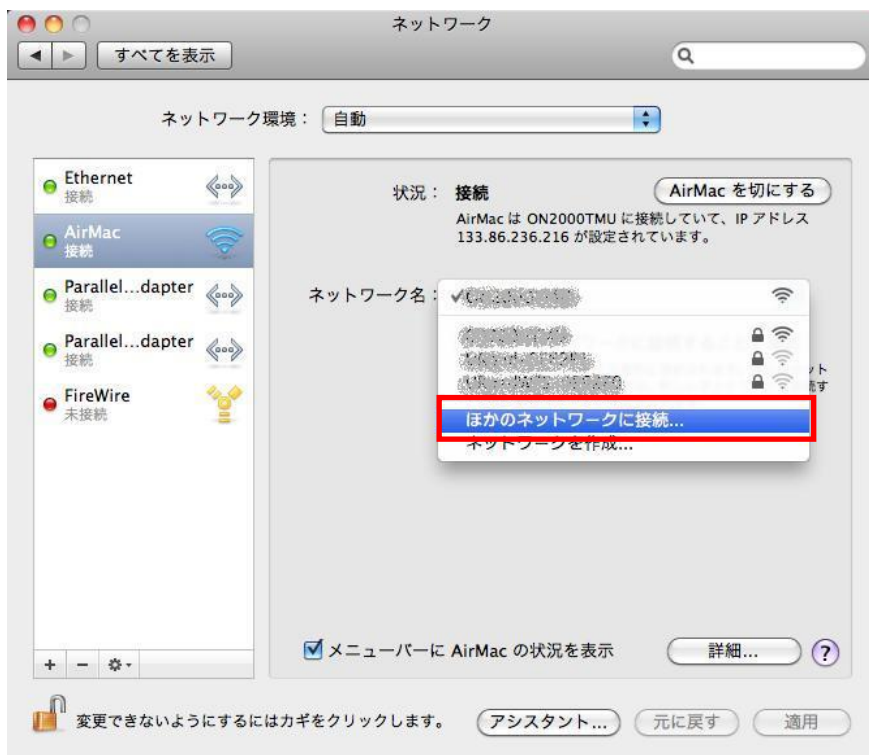 ネットワーク
すべてを表示
ネットワーク環境： 自動
Ethernet
接続
AirMac
接続
Parallel...dapter
接続
Parallel...dapter
接続
FireWire
未接続
状況： 接続
AirMac を切にする
AirMac は ON2000TMU に接続していて、IP アドレス
133.86.236.216 が設定されています。
ネットワーク名：
ほかのネットワークに接続...
ネットワークを作成...
メニューバーに AirMac の状況を表示
詳細...
?
変更できないようにするにはカギをクリックします。
アシスタント...
元に戻す
適用